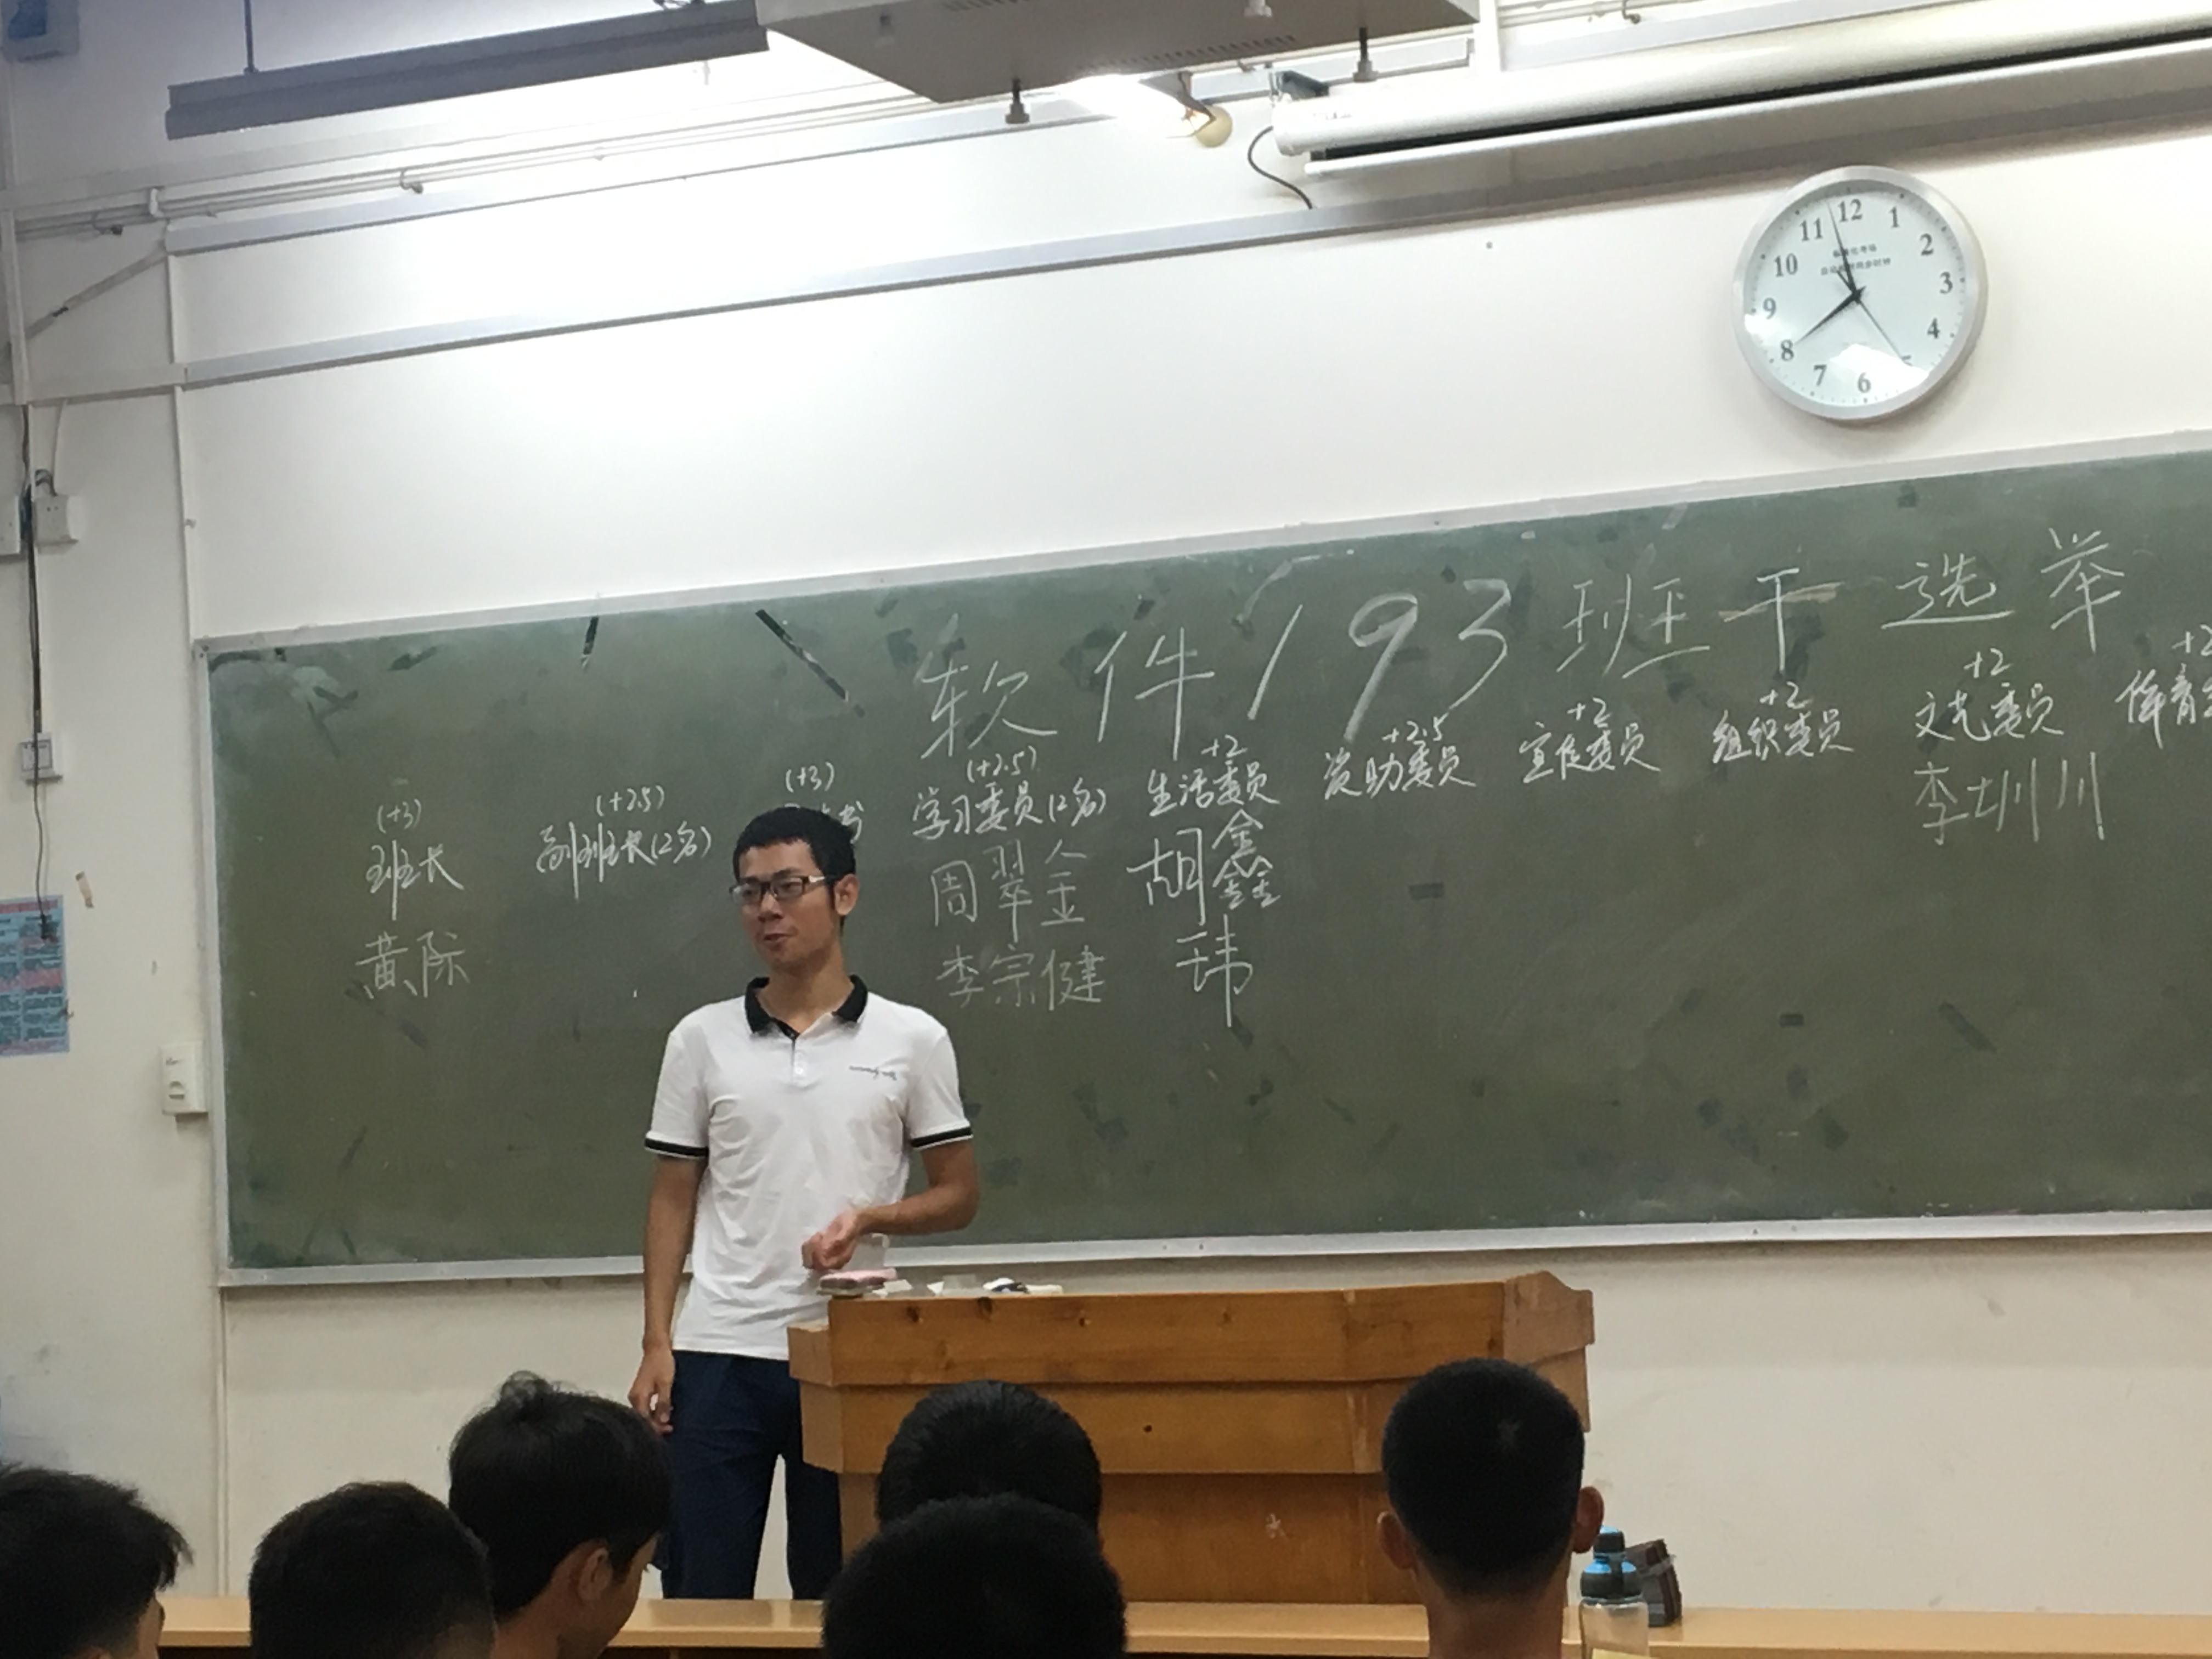 软件193班干选举
(+3) (+2.5) (+3) (+2.5) +2 +2.5 +2 +2 +2 +2
班长 副班长(2名) 书 学习委员(2名) 生活委员 资助委员 宣传委员 组织委员 文艺委员 体育
黄际 周翠金 胡鑫玮 李圳川
李宗健
12
1
2
3
4
5
6
7
8
9
10
11